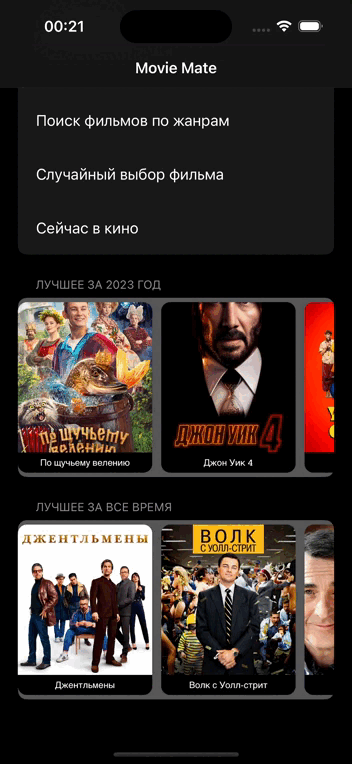 00:21
Movie Mate
Поиск фильмов по жанрам
Случайный выбор фильма
Сейчас в кино
ЛУЧШЕЕ ЗА 2023 ГОД
По щучьему
велению
ДЖОН УИК 4
По щучьему велению
Джон Уик 4
ЛУЧШЕЕ ЗА ВСЕ ВРЕМЯ
ДЖЕНТЛЬМЕНЫ
ВОЛК
С УОЛЛ-СТРИТ
Джентльмены
Волк с Уолл-стрит